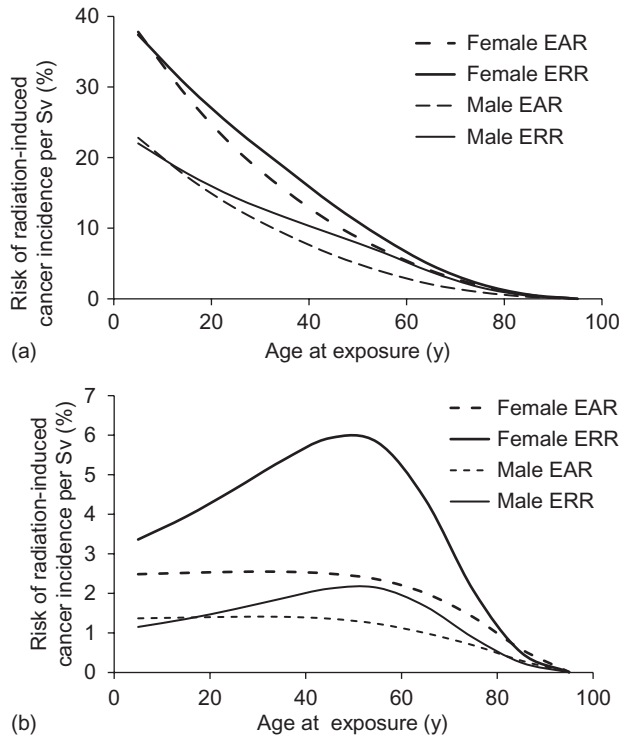 40
30
20
10
0
Risk of radiation-induced
cancer incidence per Sv (%)
Female EAR
Female ERR
Male EAR
Male ERR
0 20 40 60 80 100
(a) Age at exposure (y)
7
6
5
4
3
2
1
0
Risk of radiation-induced
cancer incidence per Sv (%)
Female EAR
Female ERR
Male EAR
Male ERR
0 20 40 60 80 100
(b) Age at exposure (y)